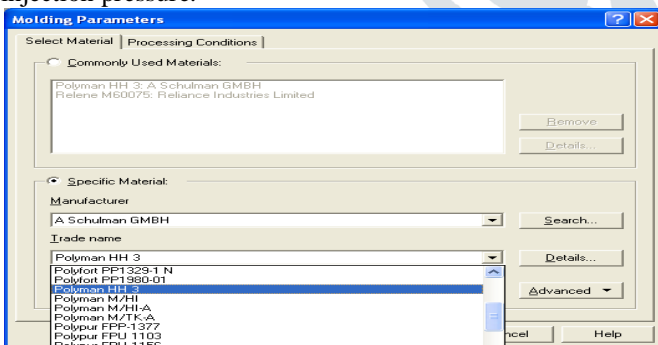 injection pressure.
Molding Parameters
Select Material Processing Conditions
Commonly Used Materials:
Polyman HH 3: A Schulman GMBH
Relene M60075: Reliance Industries Limited
Remove
Details...
Specific Material:
Manufacturer
A Schulman GMBH
Search...
Trade name
Polyman HH 3
Details...
Polyfort PP1329-1 N
Polyfort PP1980-01
Polyman HH 3
Advanced
Polyman M/HI
Polyman M/HI-A
Polyman M/TK-A
Polypur FPP-1377
Polypur FPU 1103
Help